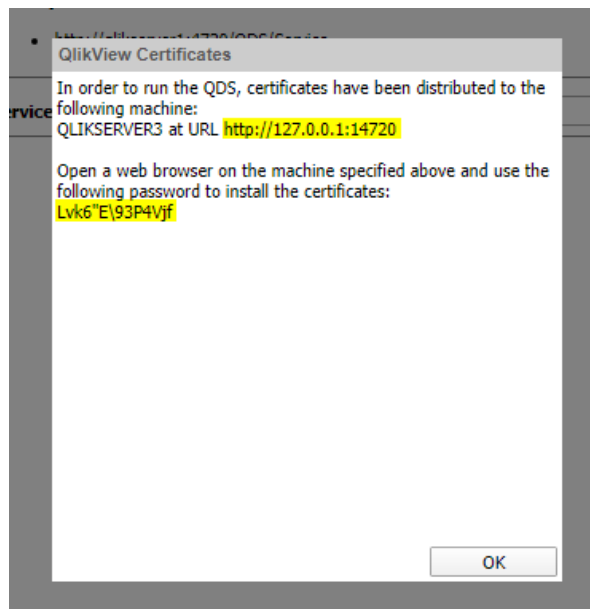 QlikView Certificates
In order to run the QDS, certificates have been distributed to the
following machine:
QLIKSERVER3 at URL http://127.0.0.1:14720
Open a web browser on the machine specified above and use the
following password to install the certificates:
Lvk6"E\93P4Vjf
ervice
OK